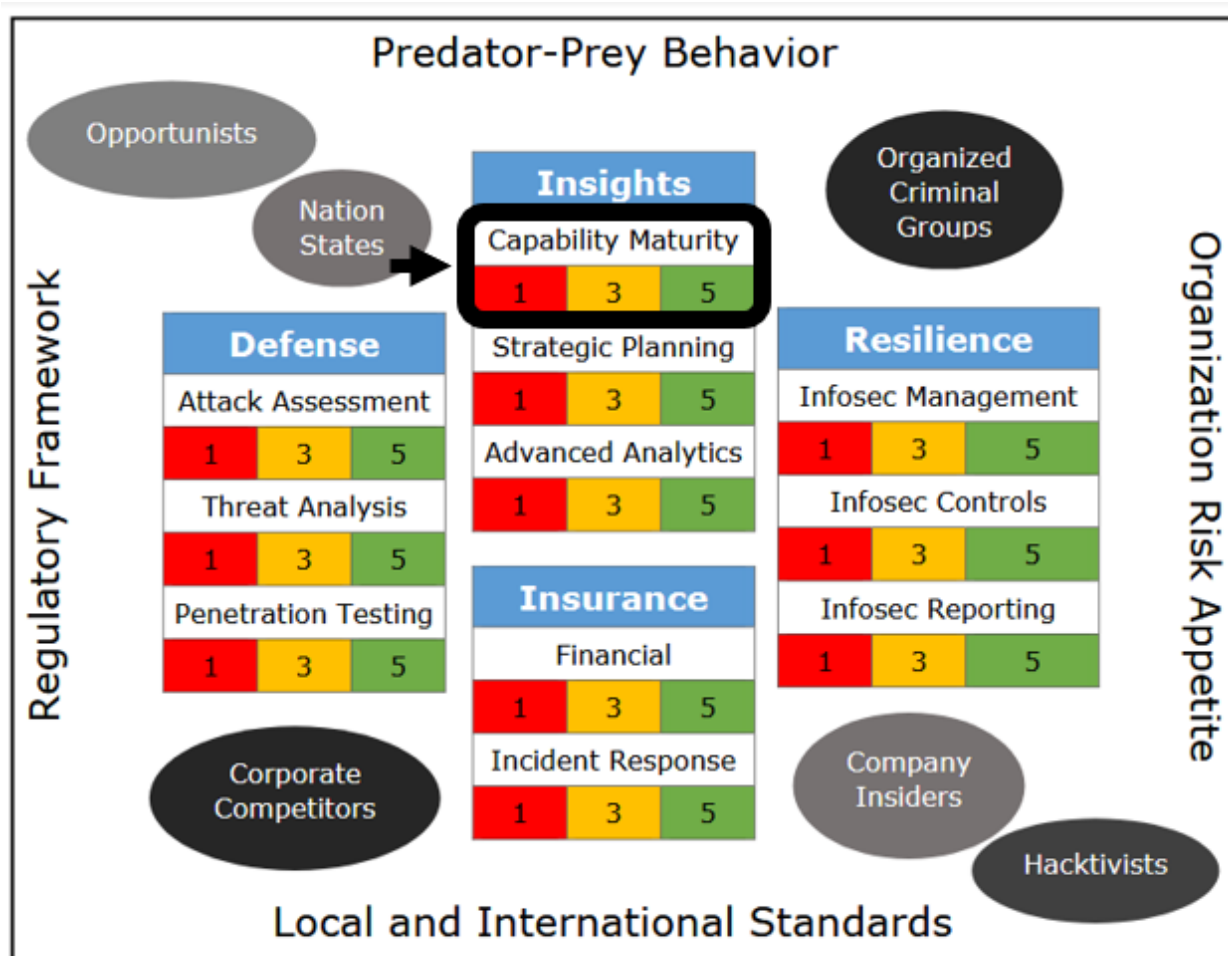 Predator-Prey Behavior
Opportunists
Nation
States
Organized
Criminal
Groups
Regulatory Framework
Organization Risk Appetite
Insights
Capability Maturity
1 3 5
Strategic Planning
1 3 5
Advanced Analytics
1 3 5
Defense
Attack Assessment
1 3 5
Threat Analysis
1 3 5
Penetration Testing
1 3 5
Resilience
Infosec Management
1 3 5
Infosec Controls
1 3 5
Infosec Reporting
1 3 5
Insurance
Financial
1 3 5
Incident Response
1 3 5
Corporate
Competitors
Company
Insiders
Hacktivists
Local and International Standards